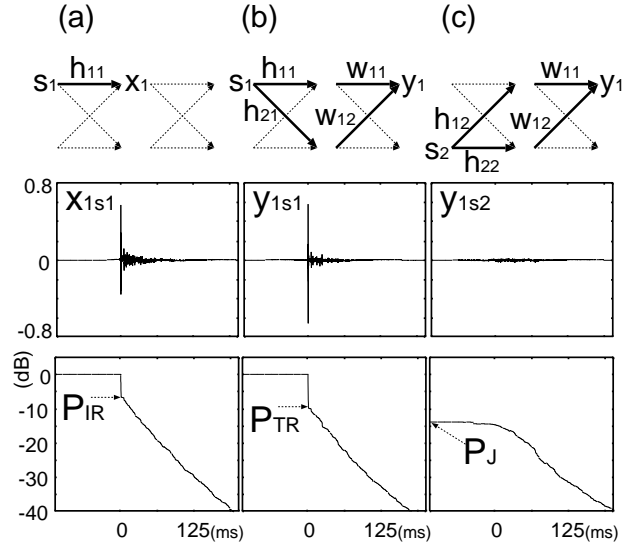 (a) (b) (c)
h11 h11 w11 w11
s1 x1 s1 y1 y1
h21 w12 h12 w12
s2
h22
0.8 x1s1 y1s1 y1s2
0
-0.8
(dB)
0
-10
PIR PTR PJ
-20
-30
-40
0 125(ms) 0 125(ms) 0 125(ms)